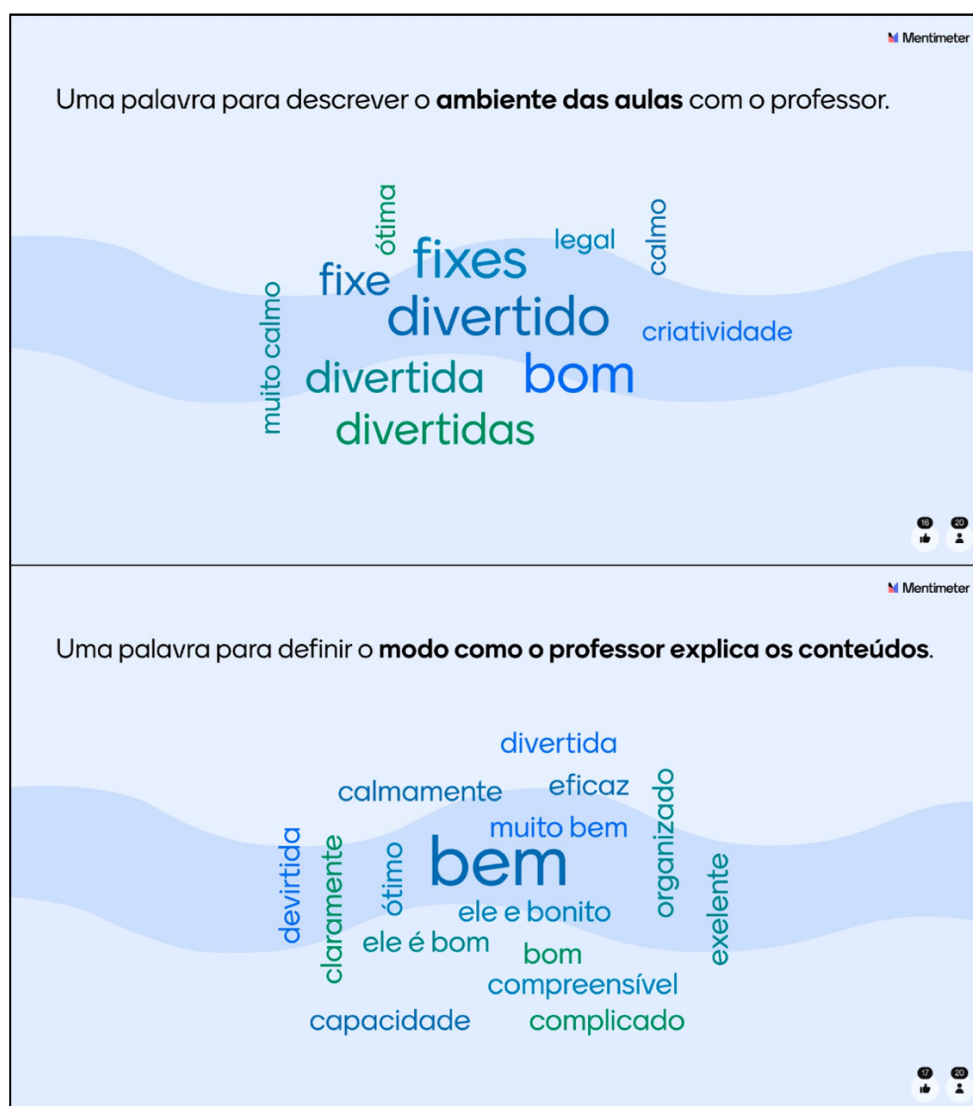 Mentimeter
Uma palavra para descrever o ambiente das aulas com o professor.
ótima
legal
calmo
fixes
fixe
divertido
criatividade
muito calmo
divertida
bom
divertidas
16
20
Mentimeter
Uma palavra para definir o modo como o professor explica os conteúdos.
divertida
calmamente
eficaz
organizado
muito bem
devirtida
claramente
ótimo
bem
exelente
ele e bonito
ele é bom
bom
compreensível
capacidade
complicado
17
20